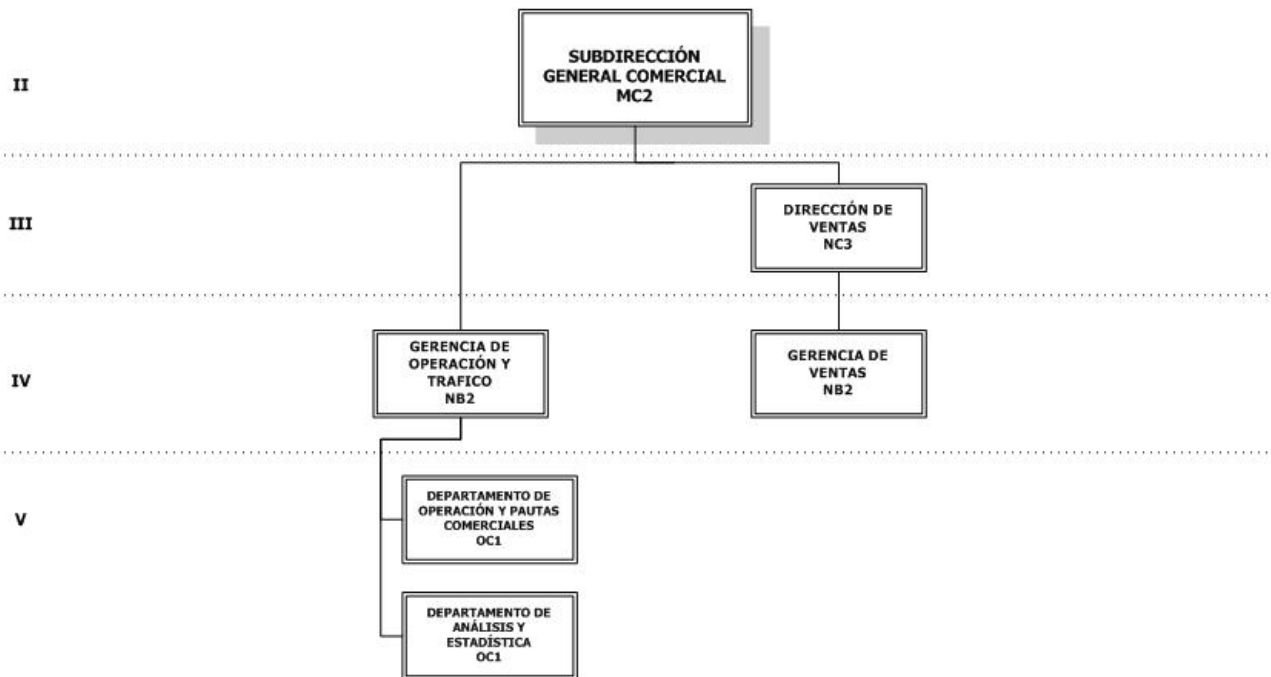 II
SUBDIRECCIÓN
GENERAL COMERCIAL
MC2
III
DIRECCIÓN DE
VENTAS
NC3
IV
GERENCIA DE
OPERACIÓN Y
TRAFICO
NB2
GERENCIA DE
VENTAS
NB2
V
DEPARTAMENTO DE
OPERACIÓN Y PAUTAS
COMERCIALES
OC1
DEPARTAMENTO DE
ANÁLISIS Y
ESTADÍSTICA
OC1